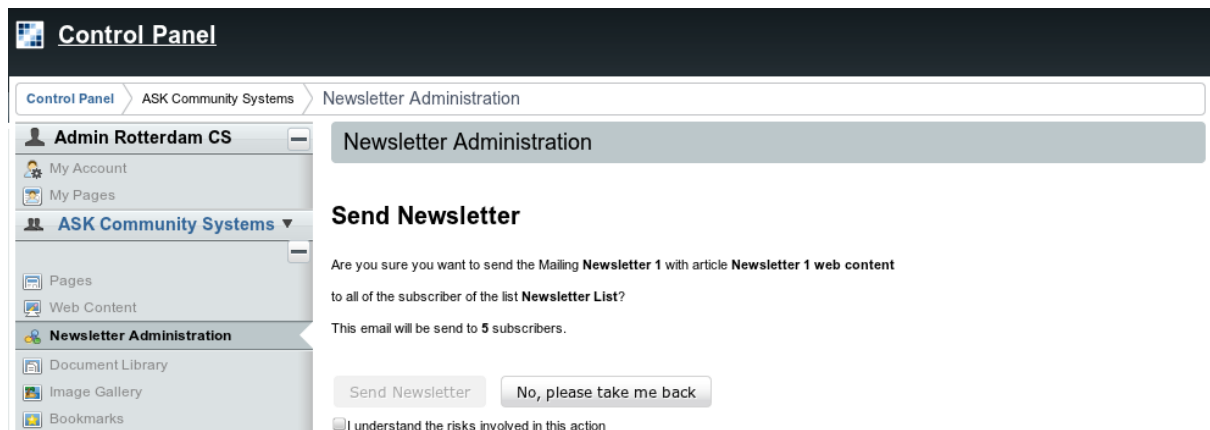 Control Panel
Control Panel ASK Community Systems Newsletter Administration
Admin Rotterdam CS
My Account
My Pages
ASK Community Systems
Pages
Web Content
Newsletter Administration
Document Library
Image Gallery
Bookmarks
Newsletter Administration
Send Newsletter
Are you sure you want to send the Mailing Newsletter 1 with article Newsletter 1 web content
to all of the subscriber of the list Newsletter List?
This email will be send to 5 subscribers.
Send Newsletter No, please take me back
I understand the risks involved in this action